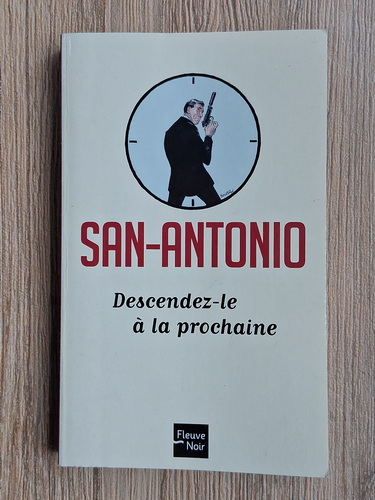 SAN-ANTONIO
Descendez-le
à la prochaine
Fleuve
Noir